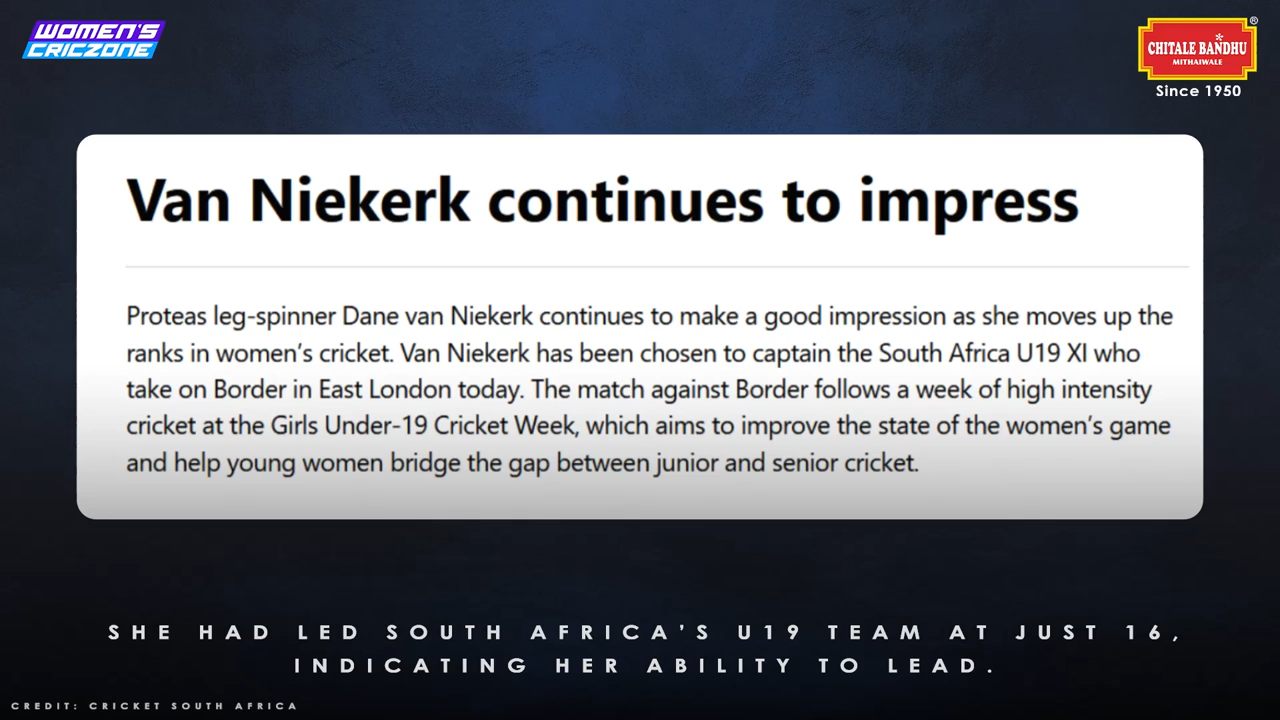 WOMEN'S
CRICZONE
CHITALE BANDHU
MITHAIWALE
®
Since 1950
Van Niekerk continues to impress
Proteas leg-spinner Dane van Niekerk continues to make a good impression as she moves up the
ranks in women’s cricket. Van Niekerk has been chosen to captain the South Africa U19 XI who
take on Border in East London today. The match against Border follows a week of high intensity
cricket at the Girls Under-19 Cricket Week, which aims to improve the state of the women’s game
and help young women bridge the gap between junior and senior cricket.
SHE HAD LED SOUTH AFRICA’S U19 TEAM AT JUST 16,
INDICATING HER ABILITY TO LEAD.
CREDIT: CRICKET SOUTH AFRICA